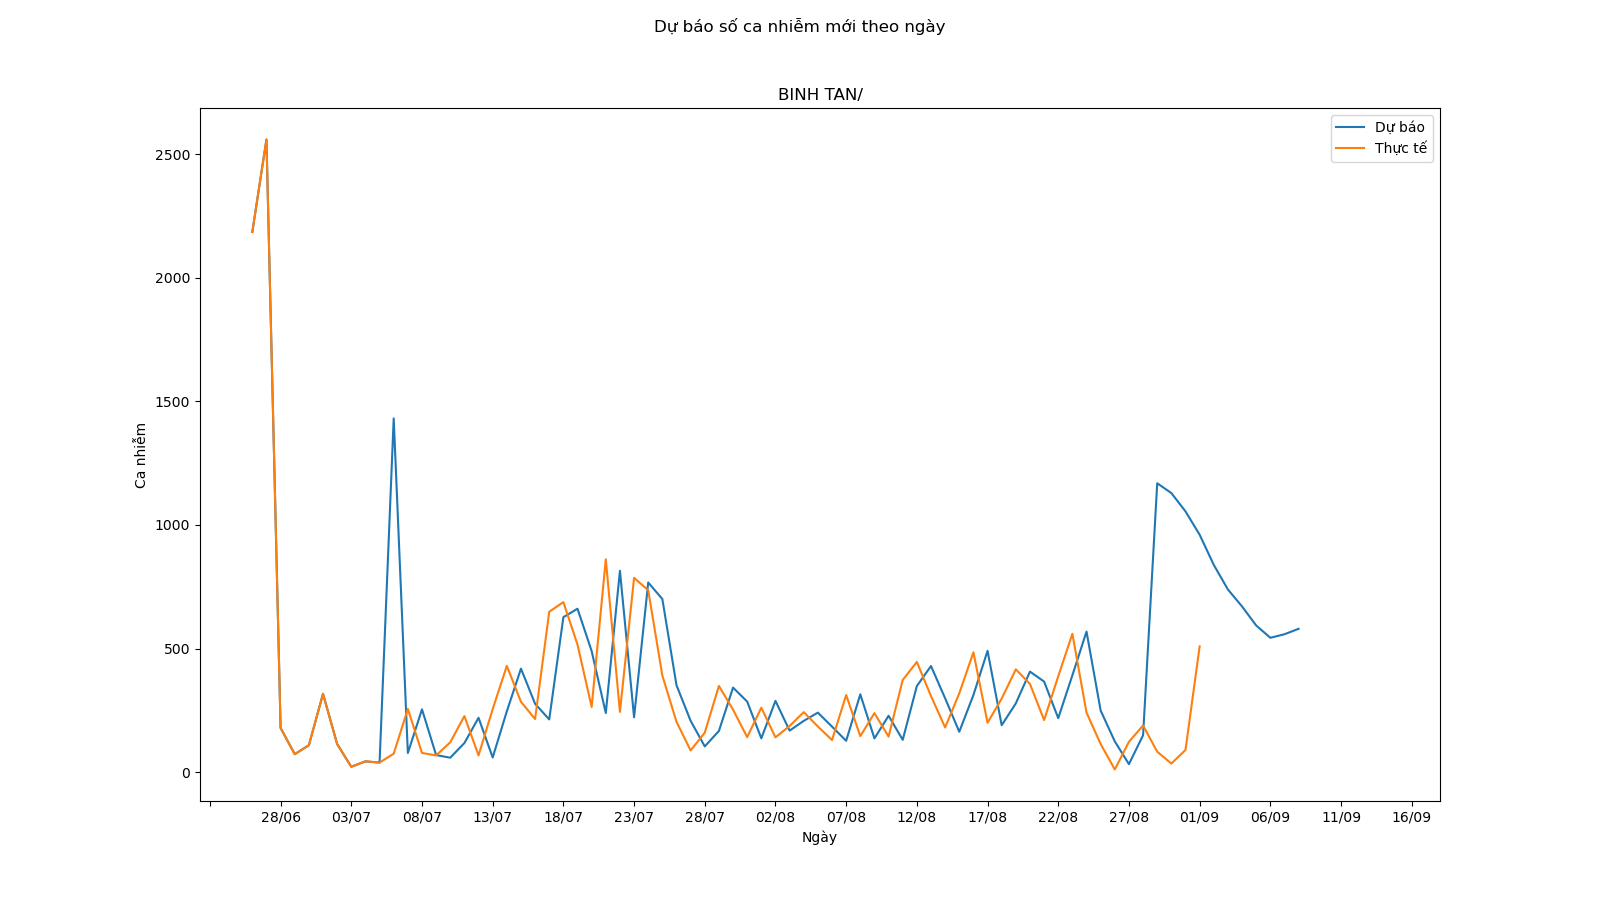 Dự báo số ca nhiễm mới theo ngày
BINH TAN/
Dự báo
Thực tế
2500
2000
1500
1000
500
0
Ca nhiễm
28/06 03/07 08/07 13/07 18/07 23/07 28/07 02/08 07/08 12/08 17/08 22/08 27/08 01/09 06/09 11/09 16/09
Ngày